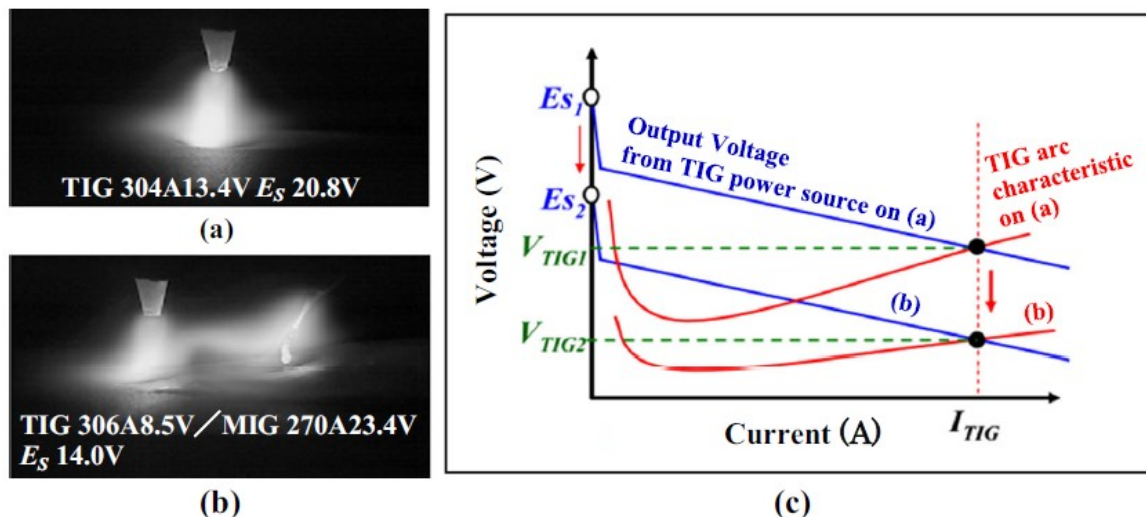 TIG 304A13.4V Es 20.8V
(a)
TIG 306A8.5V／MIG 270A23.4V
Es 14.0V
(b)
Voltage (V)
Es1
Es2
VTIG1
VTIG2
Output Voltage
from TIG power source on (a)
TIG arc
characteristic
on (a)
(b)
(b)
Current (A)
ITIG
(c)